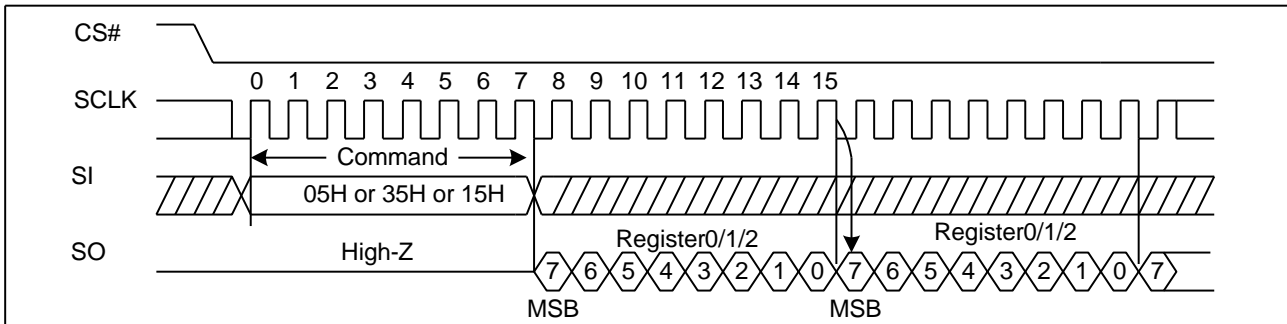 CS#
0 1 2 3 4 5 6 7 8 9 10 11 12 13 14 15
SCLK
Command
SI
05H or 35H or 15H
Register0/1/2 Register0/1/2
SO High-Z
7 6 5 4 3 2 1 0 7 6 5 4 3 2 1 0 7
MSB MSB